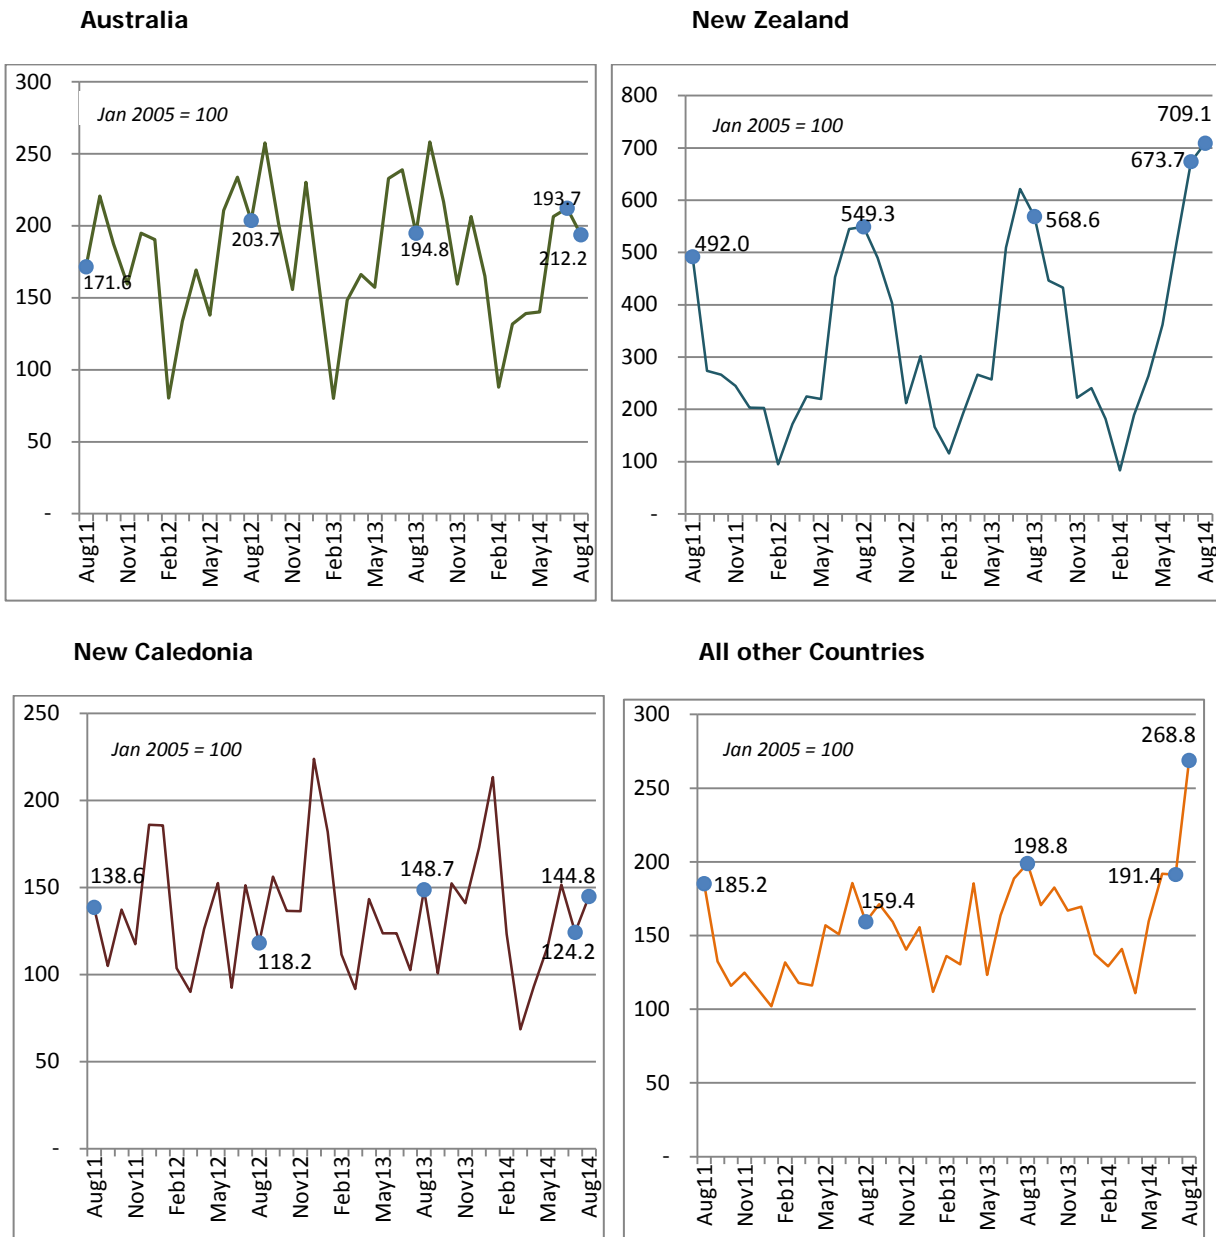 Australia
300
250
200
150
100
50
-
Jan 2005 = 100
171.6
203.7
194.8
193.7
212.2
Aug11
Nov11
Feb12
May12
Aug12
Nov12
Feb13
May13
Aug13
Nov13
Feb14
May14
Aug14
New Zealand
800
700
600
500
400
300
200
100
-
Jan 2005 = 100
492.0
549.3
568.6
673.7
709.1
Aug11
Nov11
Feb12
May12
Aug12
Nov12
Feb13
May13
Aug13
Nov13
Feb14
May14
Aug14
New Caledonia
250
200
150
100
50
-
Jan 2005 = 100
138.6
118.2
148.7
144.8
124.2
Aug11
Nov11
Feb12
May12
Aug12
Nov12
Feb13
May13
Aug13
Nov13
Feb14
May14
Aug14
All other Countries
300
250
200
150
100
50
-
Jan 2005 = 100
185.2
159.4
198.8
191.4
268.8
Aug11
Nov11
Feb12
May12
Aug12
Nov12
Feb13
May13
Aug13
Nov13
Feb14
May14
Aug14